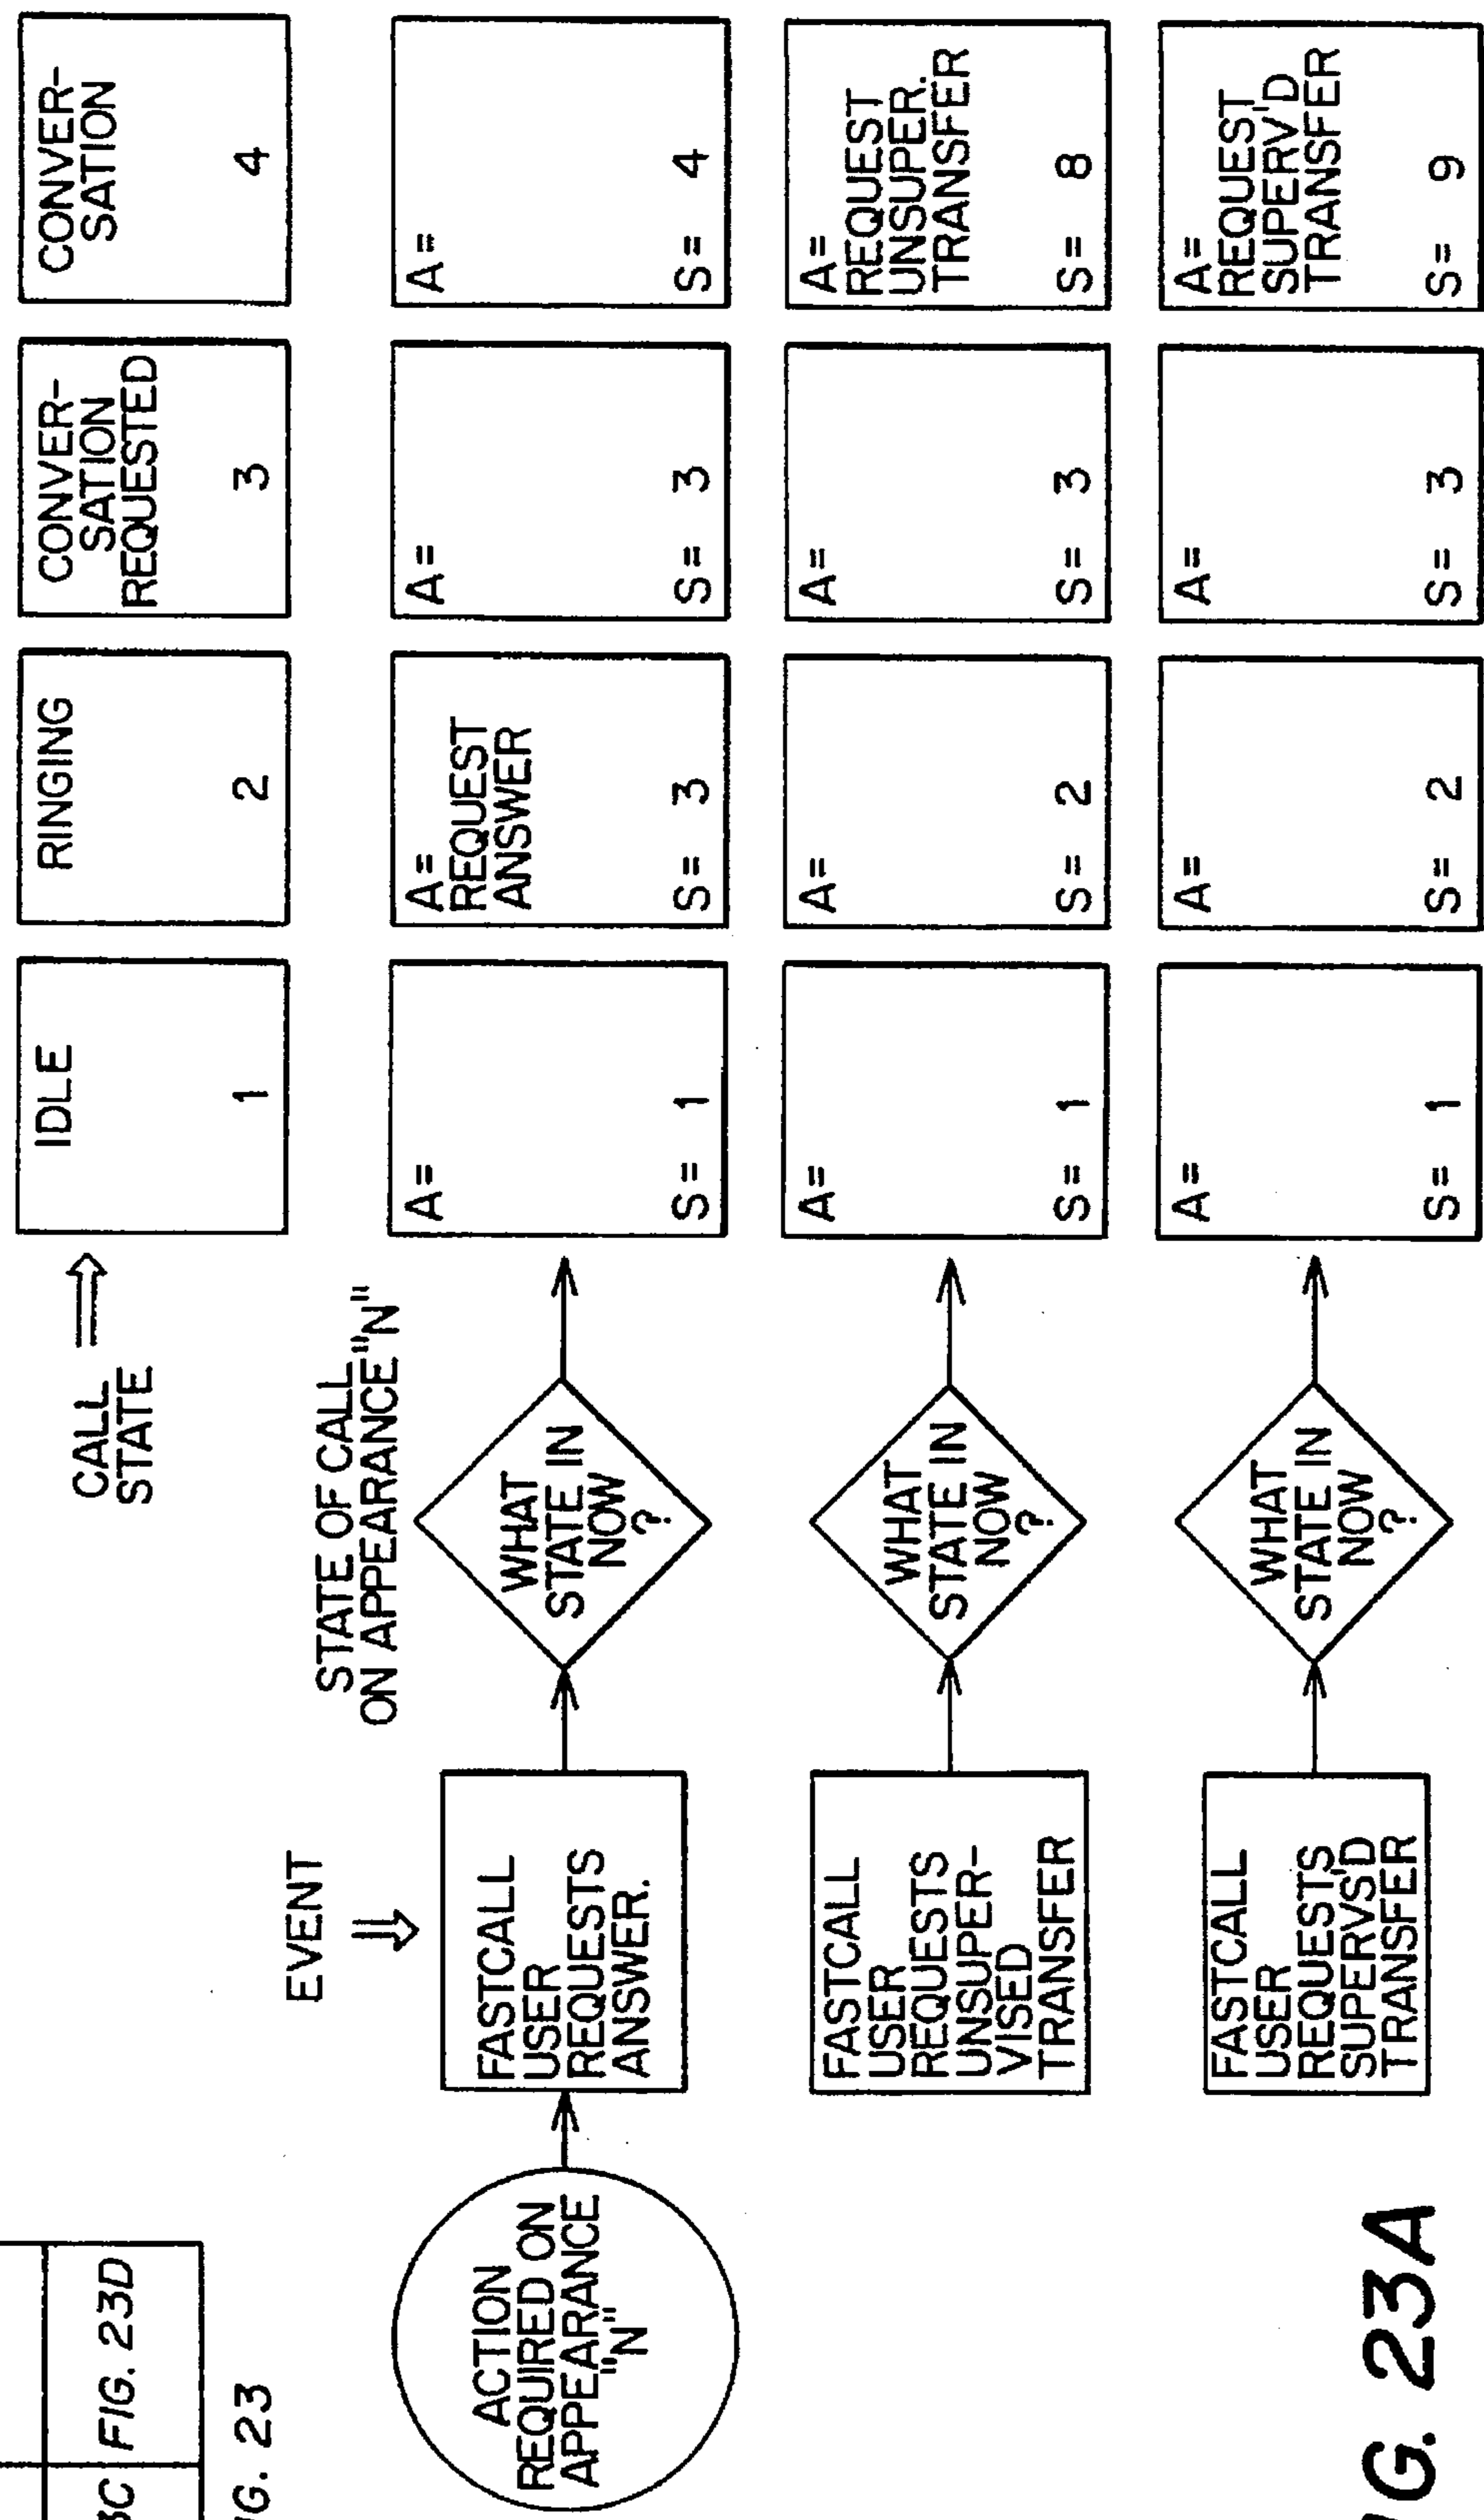 CALL
STATE
IDLE
1
RINGING
2
CONVER-
SATION
REQUESTED
3
CONVER-
SATION
4
FIG. 23D
EVENT
STATE OF CALL
ON APPEARANCE "N"
ACTION
REQUIRED ON
APPEARANCE
"N"
FASTCALL
USER
REQUESTS
ANSWER.
WHAT
STATE IN
NOW
?
A=
S= 1
A=
REQUEST
ANSWER
S= 3
A=
S= 3
A=
S= 4
FASTCALL
USER
REQUESTS
UNSUPER-
VISED
TRANSFER
WHAT
STATE IN
NOW
?
A=
S= 1
A=
S= 2
A=
S= 3
A=
REQUEST
UNSUPER.
TRANSFER
S= 8
FASTCALL
USER
REQUESTS
SUPERVS'D
TRANSFER
WHAT
STATE IN
NOW
?
A=
S= 1
A=
S= 2
A=
S= 3
A=
REQUEST
SUPERV'D
TRANSFER
S= 9
23
23A